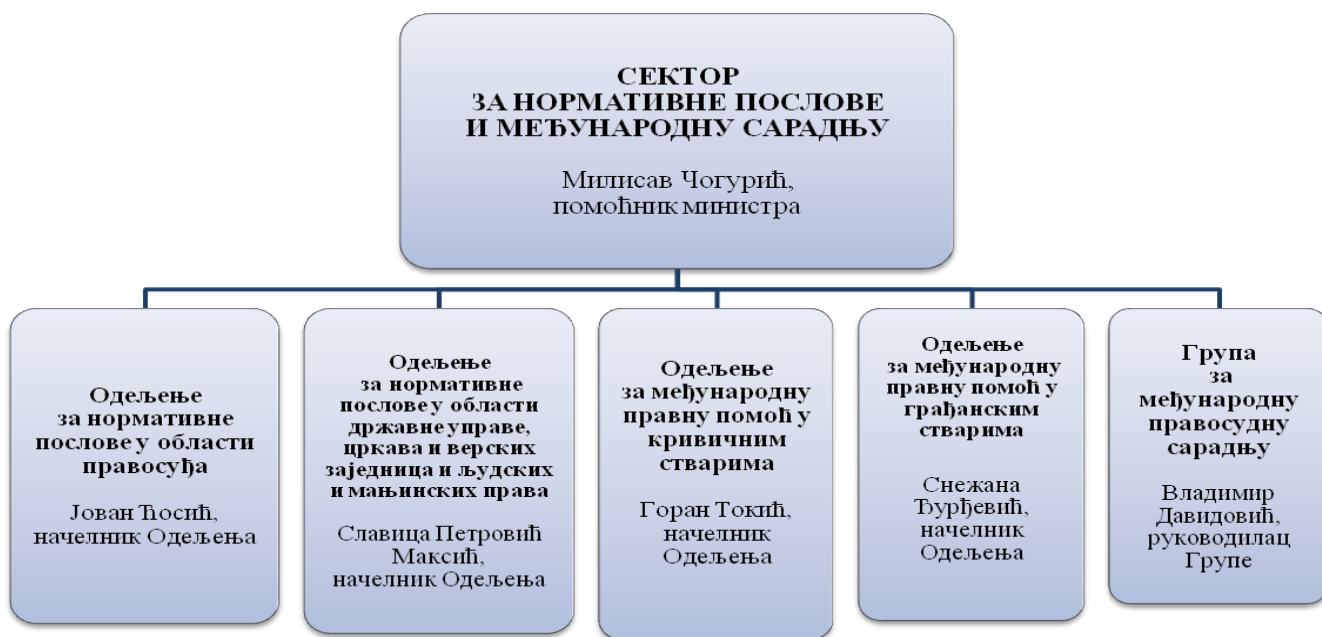 СЕКТОР
ЗА НОРМАТИВНЕ ПОСЛОВЕ
И МЕЂУНАРОДНУ САРАДЊУ
Милисав Чогурић,
помоћник министра
Одељење
за нормативне
послове у области
правосуђа
Јован Ћосић,
начелник Одељења
Одељење
за нормативне
послове у области
државне управе,
цркава и верских
заједница и људских
и мањинских права
Славица Петровић
Максић,
начелник Одељења
Одељење
за међународну
правну помоћ у
кривичним
стварима
Горан Токић,
начелник
Одељења
Одељење
за међународну
правну помоћ у
грађанским
стварима
Снежана
Ђурђевић,
начелник
Одељења
Група
за
међународну
правосудну
сарадњу
Владимир
Давидовић,
руководилац
Групе